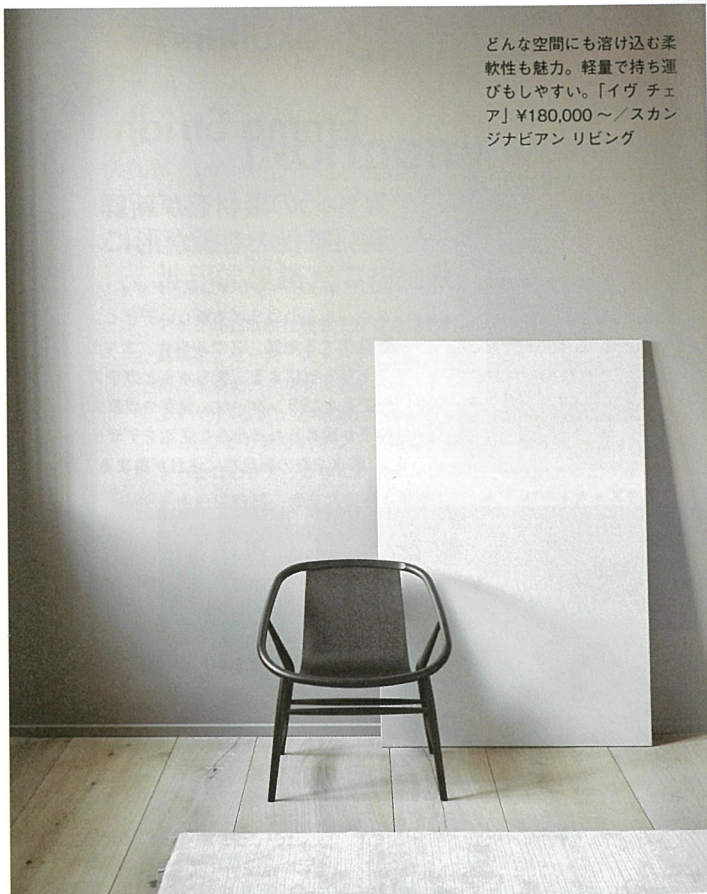 どんな空間にも溶け込む柔
軟性も魅力。軽量で持ち運
びもしやすい。「イヴ チェ
ア」¥180,000 〜／スカン
ジナビアン リビング